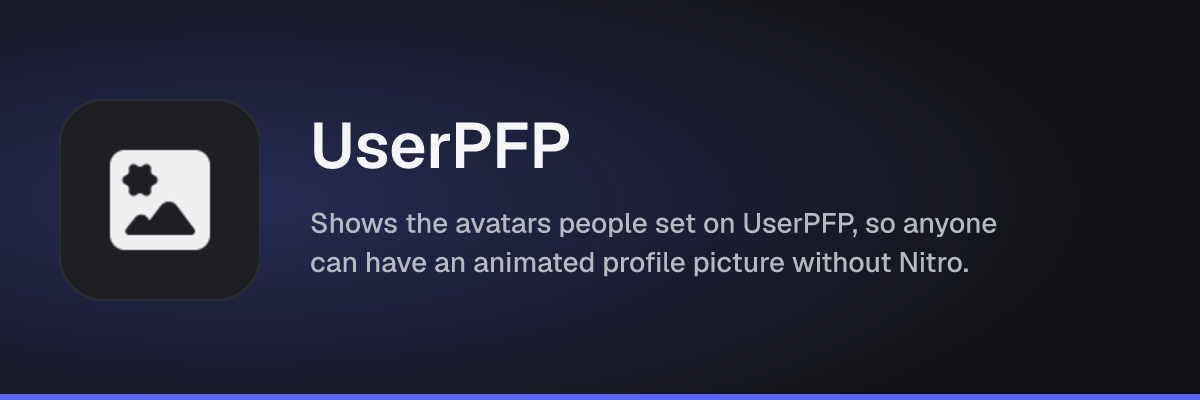 UserPFP
Shows the avatars people set on UserPFP, so anyone
can have an animated profile picture without Nitro.